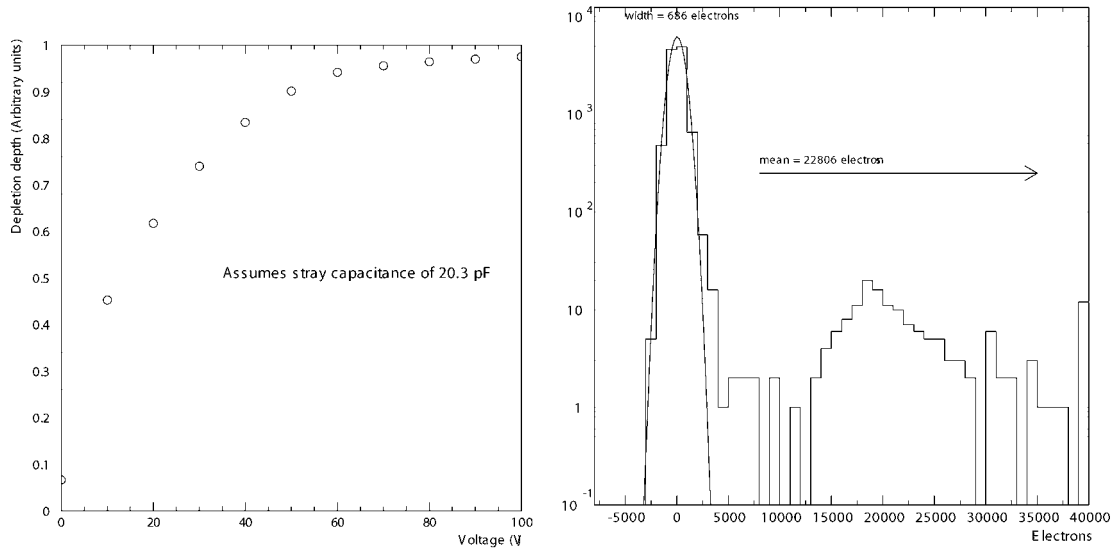 Depletion depth (Arbitrary units)
1
0.9
0.8
0.7
0.6
0.5
0.4
0.3
0.2
0.1
0
Assumes stray capacitance of 20.3 pF
0 20 40 60 80 100
Voltage (V)
width = 686 electrons
10 4
10 3
10 2
10
1
10 -1
mean = 22806 electrons
-5000 0 5000 10000 15000 20000 25000 30000 35000 40000
Electrons